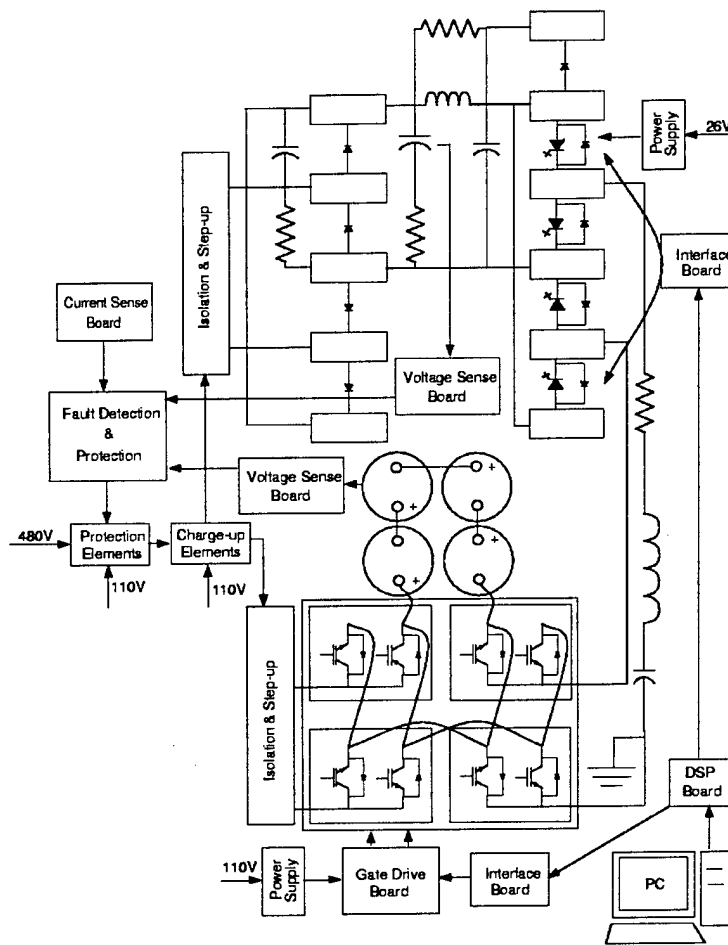 Power
Supply
26V
Isolation & Step-up
Interface
Board
Current Sense
Board
Voltage Sense
Board
Fault Detection
&
Protection
Voltage Sense
Board
+
+
+
+
480V
Protection
Elements
Charge-up
Elements
110V
110V
Isolation & Step-up
DSP
Board
110V
Power
Supply
Gate Drive
Board
Interface
Board
PC